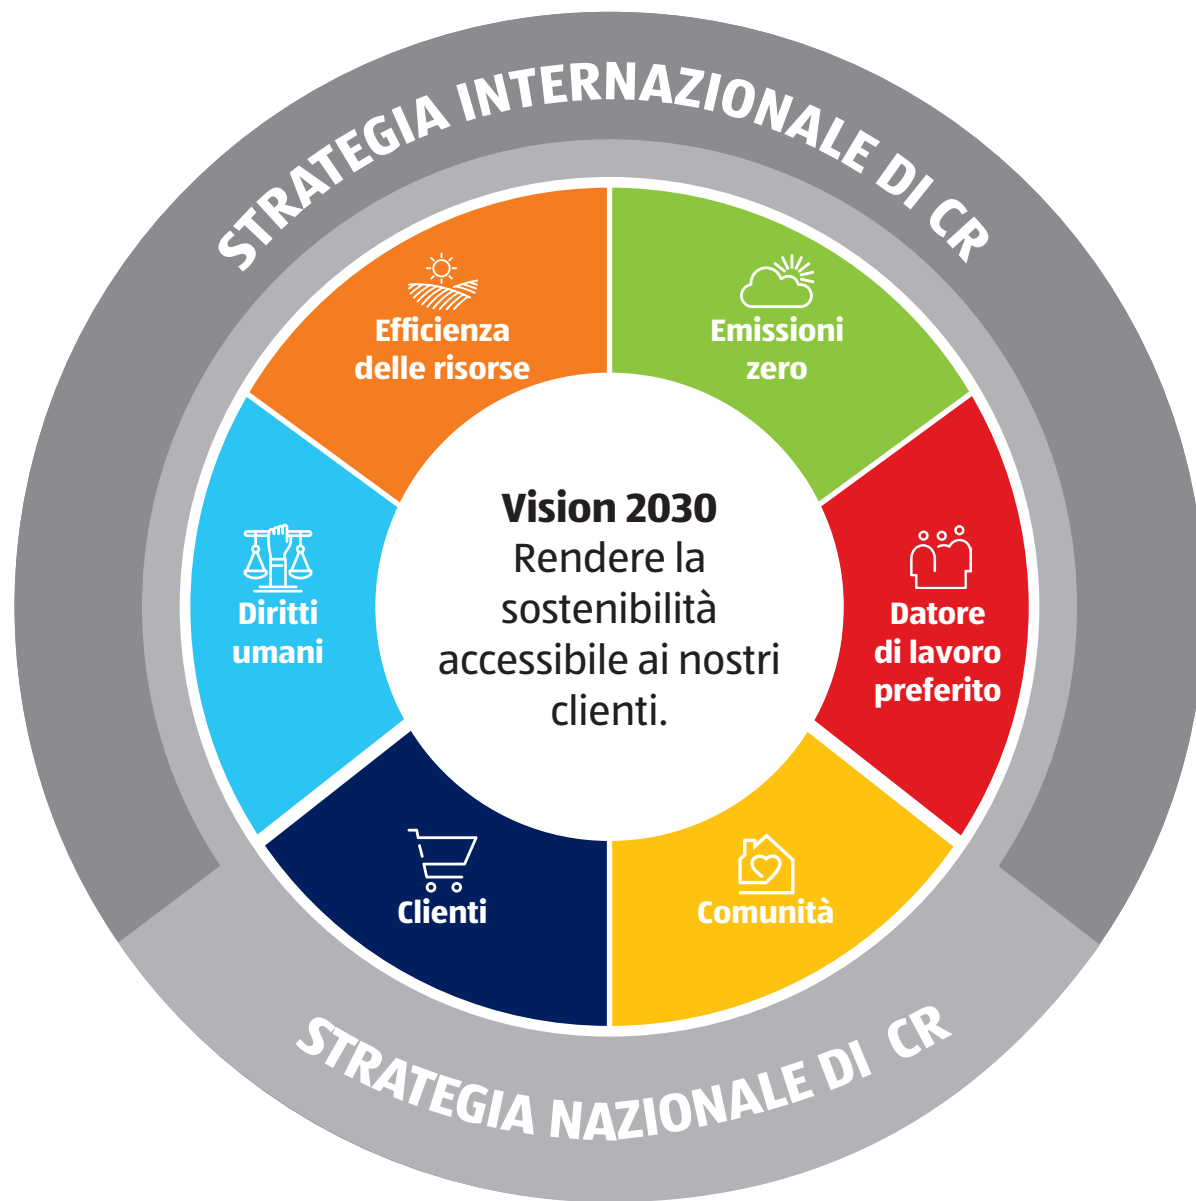 STRATEGIA INTERNAZIONALE DI CR
Efficienza
delle risorse
Emissioni
zero
Diritti
umani
Vision 2030
Rendere la
sostenibilità
accessibile ai nostri
clienti.
Datore
di lavoro
preferito
Clienti
Comunità
STRATEGIA NAZIONALE DI CR